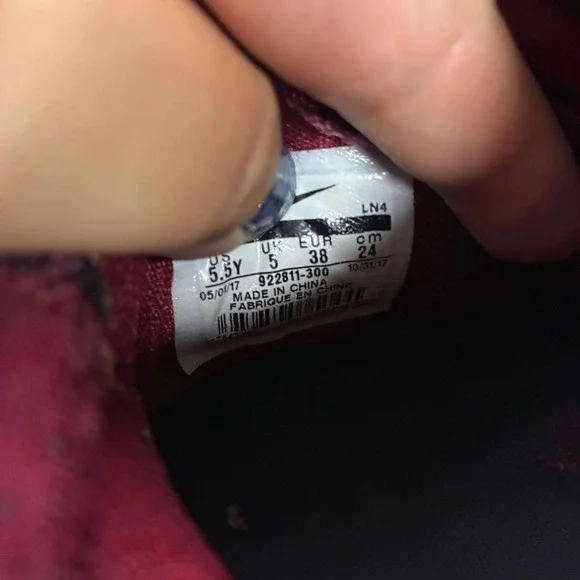 LN4
US UK EUR cm
5.5Y 5 38 24
05/01/17 922811-300 10/31/17
MADE IN CHINA
FABRIQUE EN CHINE